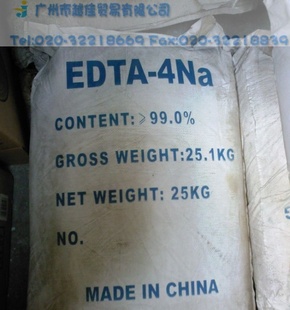 广州市越佳贸易有限公司
Tel:020-32218669 Fax:020-32218839
EDTA-4Na
CONTENT:≥99.0%
GROSS WEIGHT:25.1KG
NET WEIGHT: 25KG
NO.
MADE IN CHINA